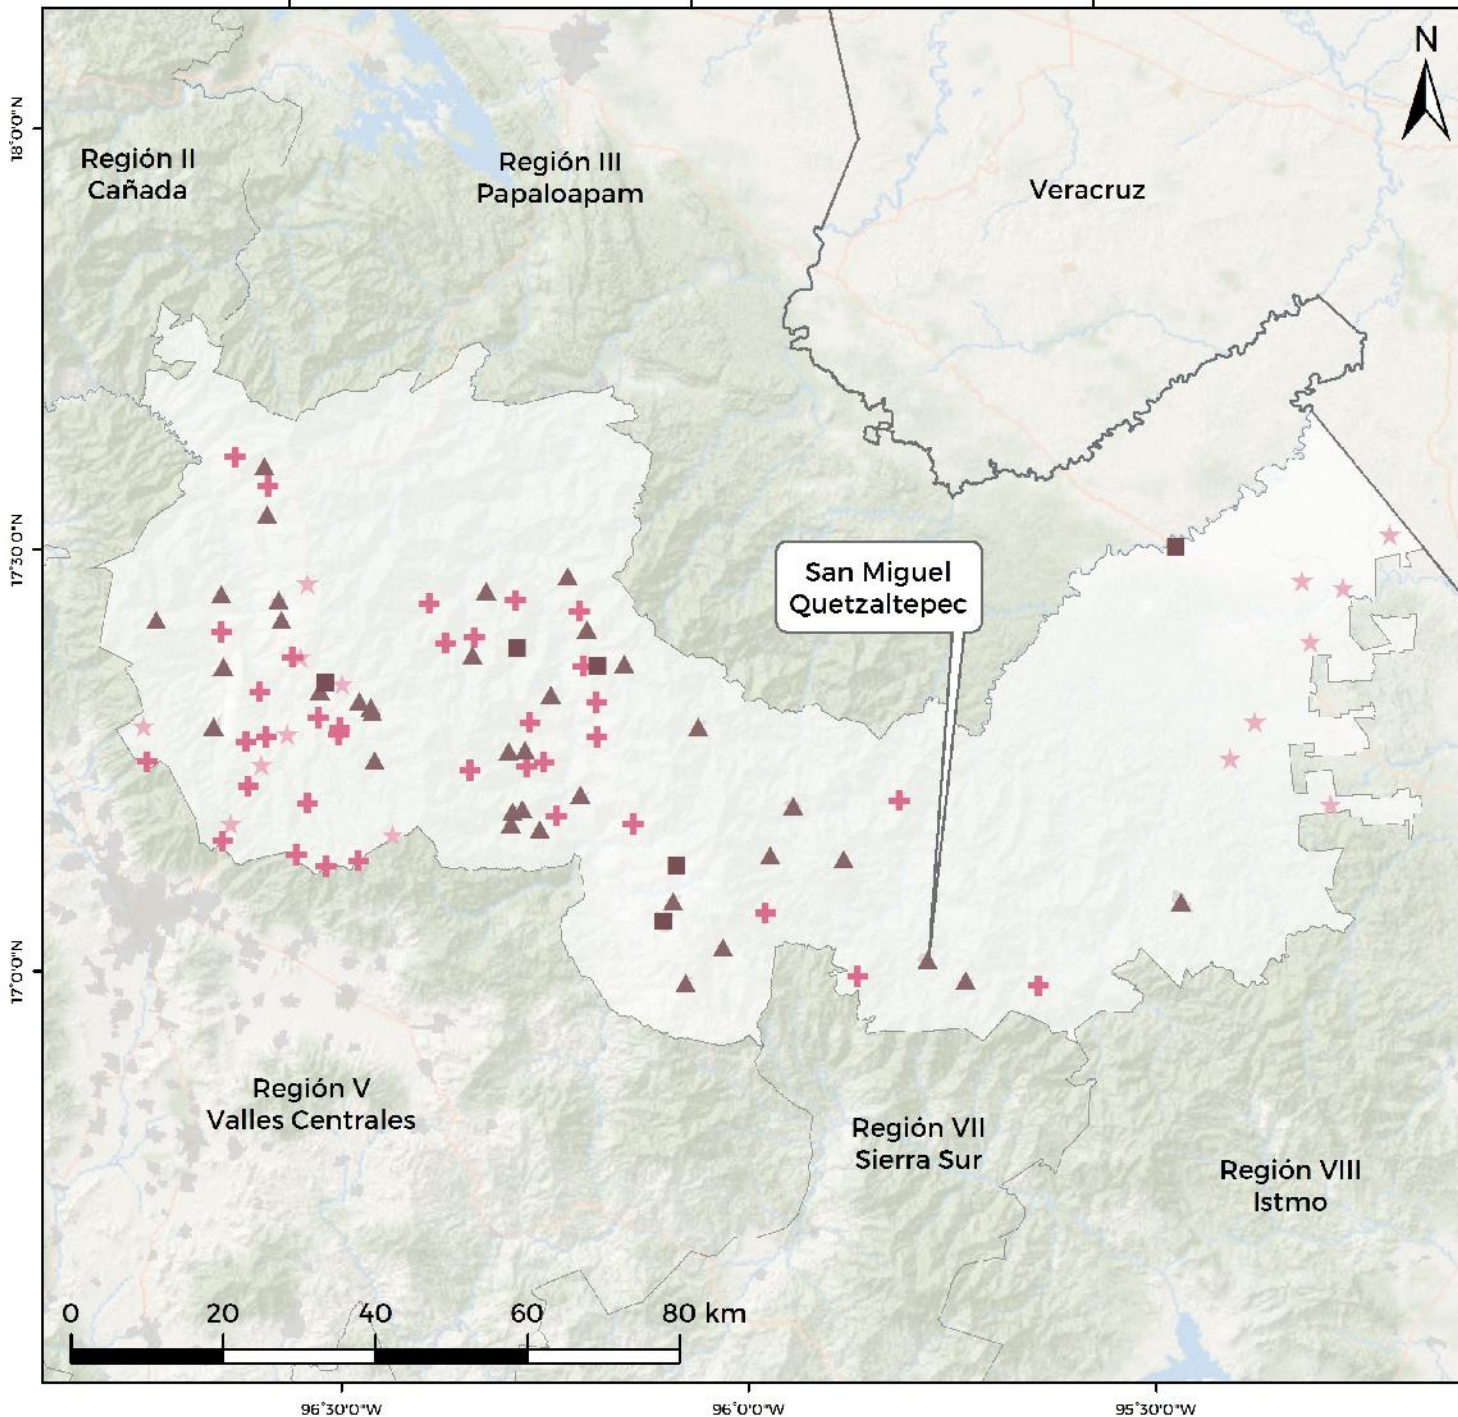 N
18°0'0"N
Región II
Cañada
Región III
Papaloapam
Veracruz
17°30'0"N
San Miguel
Quetzaltepec
17°0'0"N
Región V
Valles Centrales
Región VII
Sierra Sur
Región VIII
Istmo
0 20 40 60 80 km
96°30'0"W 96°0'0"W 95°30'0"W